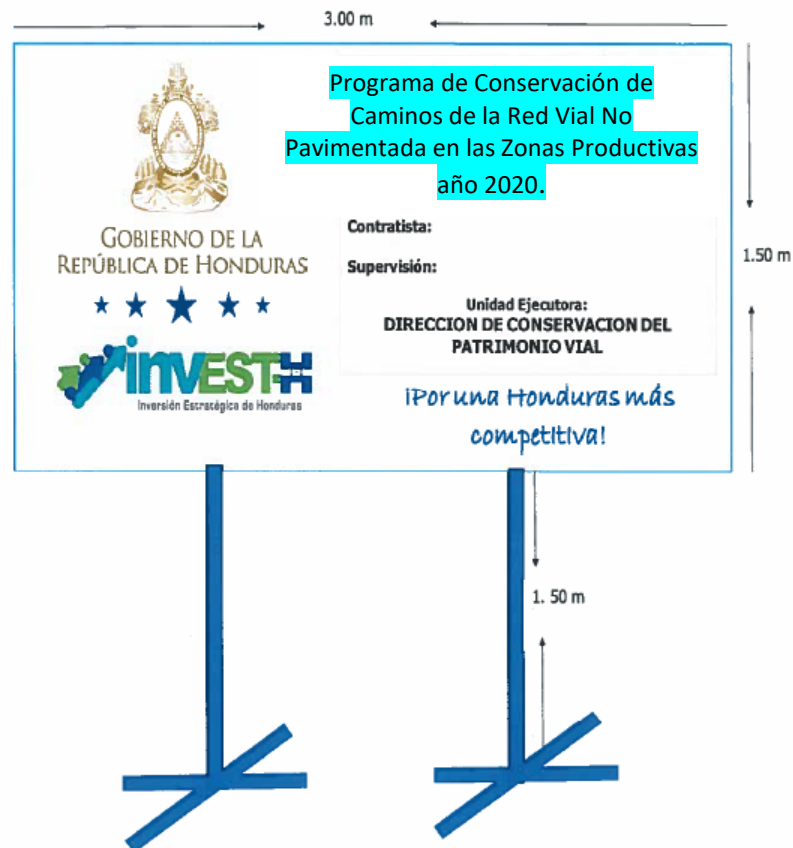 3.00 m
Programa de Conservación de
Caminos de la Red Vial No
Pavimentada en las Zonas Productivas
año 2020.
GOBIERNO DE LA
REPÚBLICA DE HONDURAS
INVEST-H
Inversión Estratégica de Honduras
Contratista:
Supervisión:
Unidad Ejecutora:
DIRECCION DE CONSERVACION DEL
PATRIMONIO VIAL
¡Por una Honduras más
competitiva!
1.50 m
1. 50 m